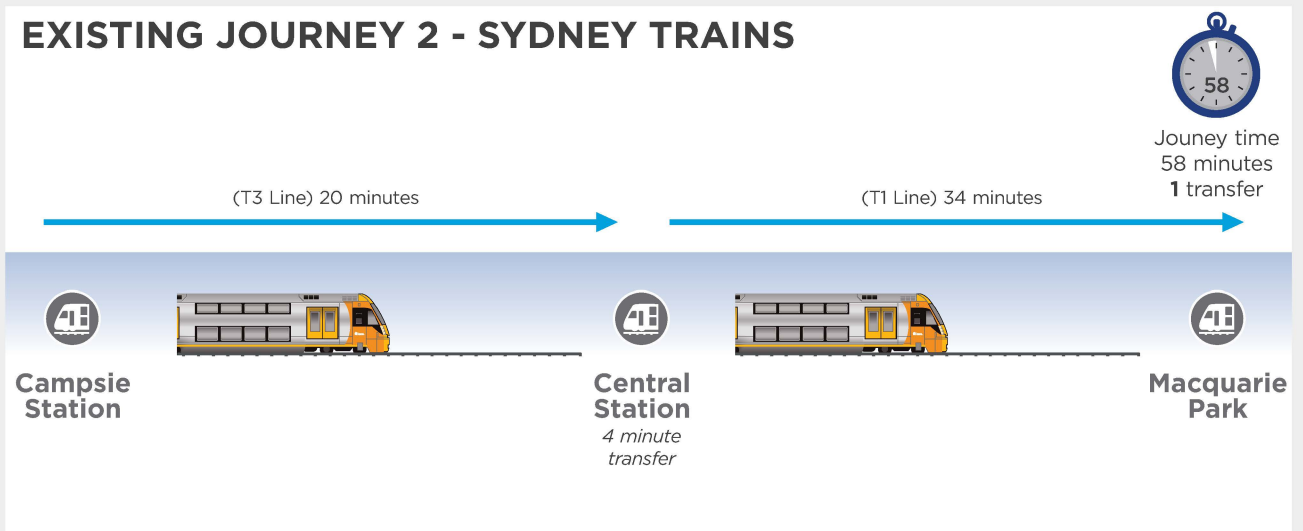 EXISTING JOURNEY 2 - SYDNEY TRAINS
58
Jouney time
58 minutes
1 transfer
(T3 Line) 20 minutes
(T1 Line) 34 minutes
Campsie
Station
Central
Station
4 minute
transfer
Macquarie
Park